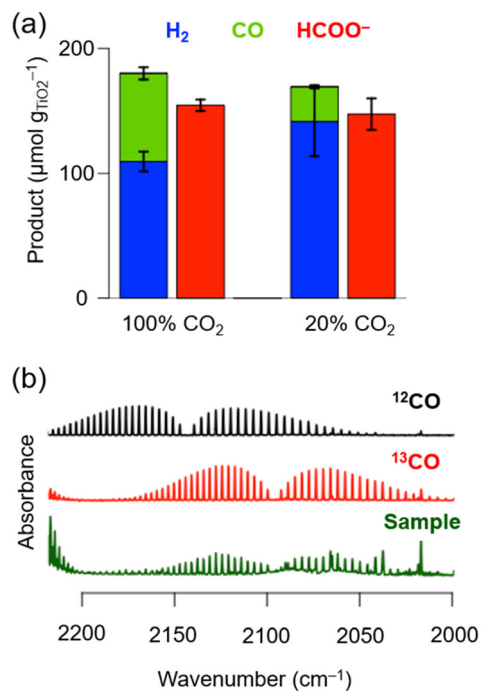 (a)
H₂ CO HCOO⁻
Product (μmol gTiO2⁻¹)
200
100
0
100% CO₂ 20% CO₂
(b)
¹²CO
¹³CO
Sample
Absorbance
2200 2150 2100 2050 2000
Wavenumber (cm⁻¹)